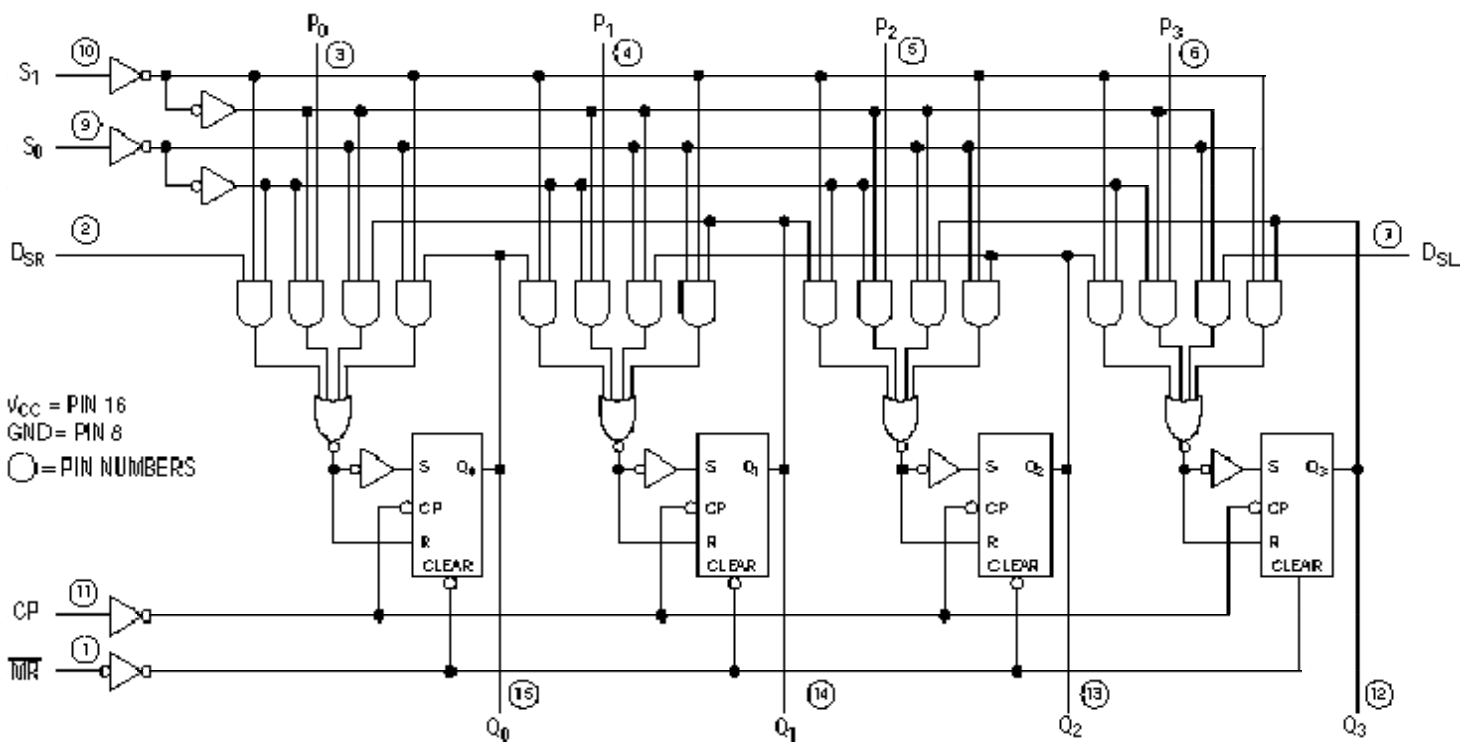 P0 P1 P2 P3
10 3 4 5 6
S1
9
S0
2 7
DSR DSL
VCC = PIN 16
GND = PIN 8
◯ = PIN NUMBERS
S Q0 S Q1 S Q2 S Q3
CP CP CP CP
R R R R
CLEAR CLEAR CLEAR CLEAR
11
CP
1
MR
15 14 13 12
Q0 Q1 Q2 Q3